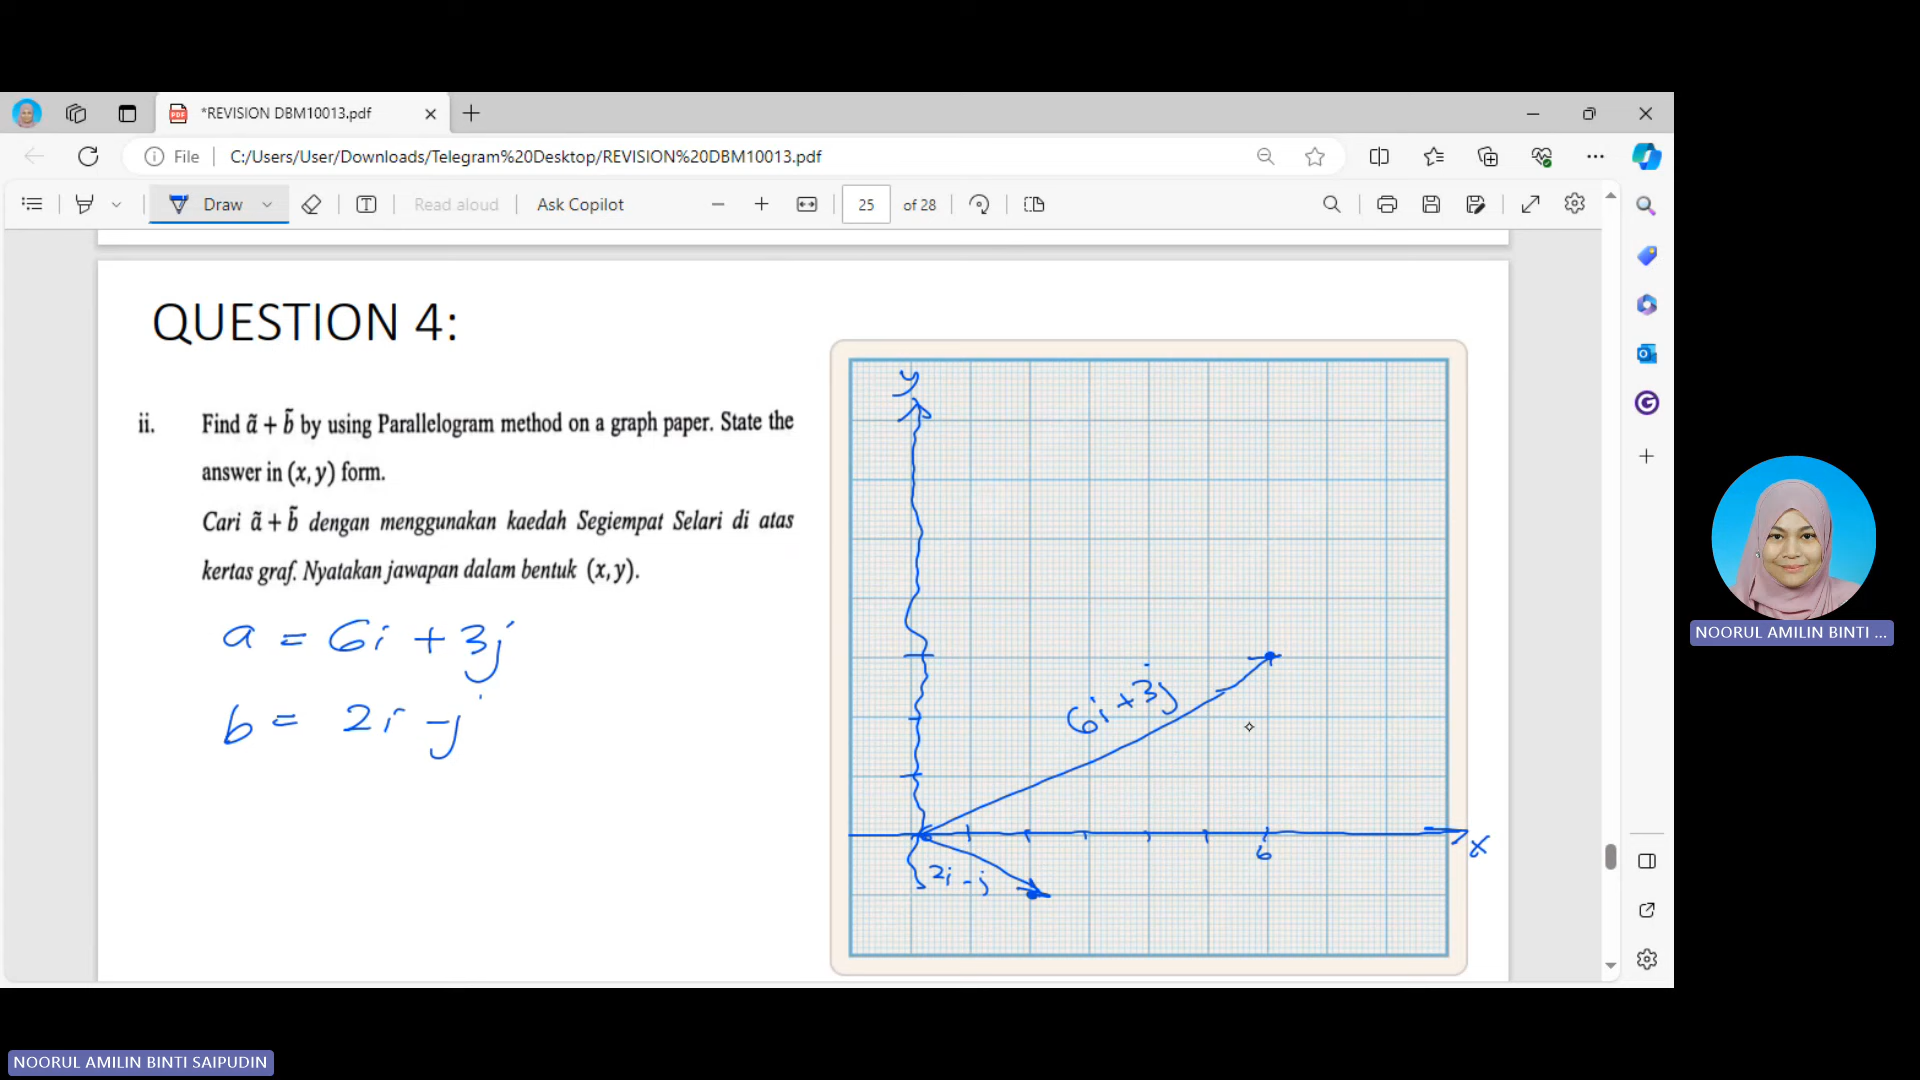 *REVISION DBM10013.pdf
File
C:/Users/User/Downloads/Telegram%20Desktop/REVISION%20DBM10013.pdf
Draw
Read aloud
Ask Copilot
25
of 28
QUESTION 4:
ii. Find ã + b̃ by using Parallelogram method on a graph paper. State the
answer in (x, y) form.
Cari ã + b̃ dengan menggunakan kaedah Segiempat Selari di atas
kertas graf. Nyatakan jawapan dalam bentuk (x, y).
a = 6i + 3j
b = 2i - j
y
6i + 3j
2i - j
6
x
NOORUL AMILIN BINTI ...
NOORUL AMILIN BINTI SAIPUDIN